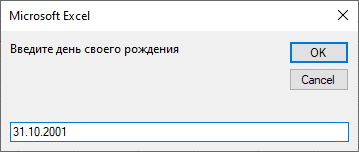 Microsoft Excel
Введите день своего рождения
OK
Cancel
31.10.2001